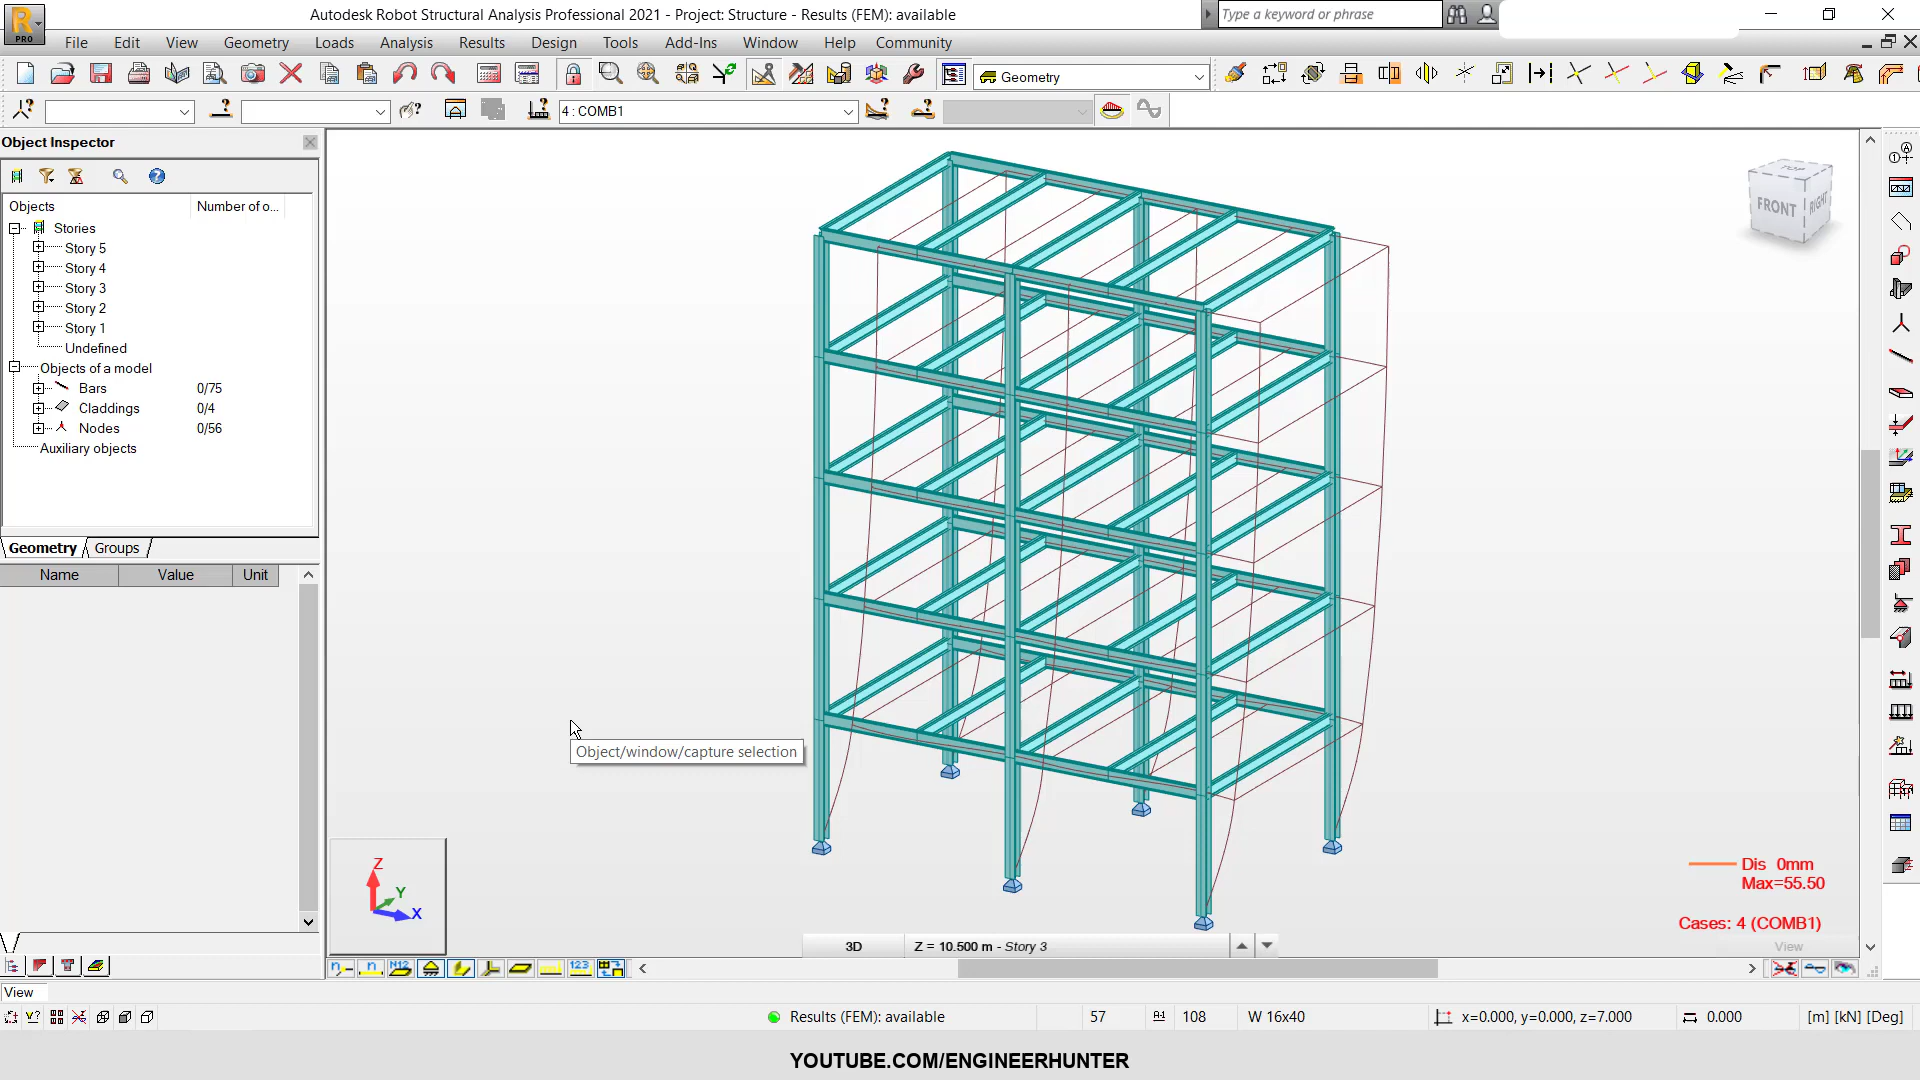 PRO
Autodesk Robot Structural Analysis Professional 2021 - Project: Structure - Results (FEM): available
Type a keyword or phrase
File Edit View Geometry Loads Analysis Results Design Tools Add-Ins Window Help Community
Geometry
4 : COMB1
Object Inspector
Objects Number of o...
Stories
Story 5
Story 4
Story 3
Story 2
Story 1
Undefined
Objects of a model
Bars 0/75
Claddings 0/4
Nodes 0/56
Auxiliary objects
Geometry Groups
Name Value Unit
TOP
FRONT RIGHT
Object/window/capture selection
Z
Y
X
Dis 0mm
Max=55.50
Cases: 4 (COMB1)
3D Z = 10.500 m - Story 3
View
View
Results (FEM): available 57 108 W 16x40 x=0.000, y=0.000, z=7.000 0.000 [m] [kN] [Deg]
YOUTUBE.COM/ENGINEERHUNTER